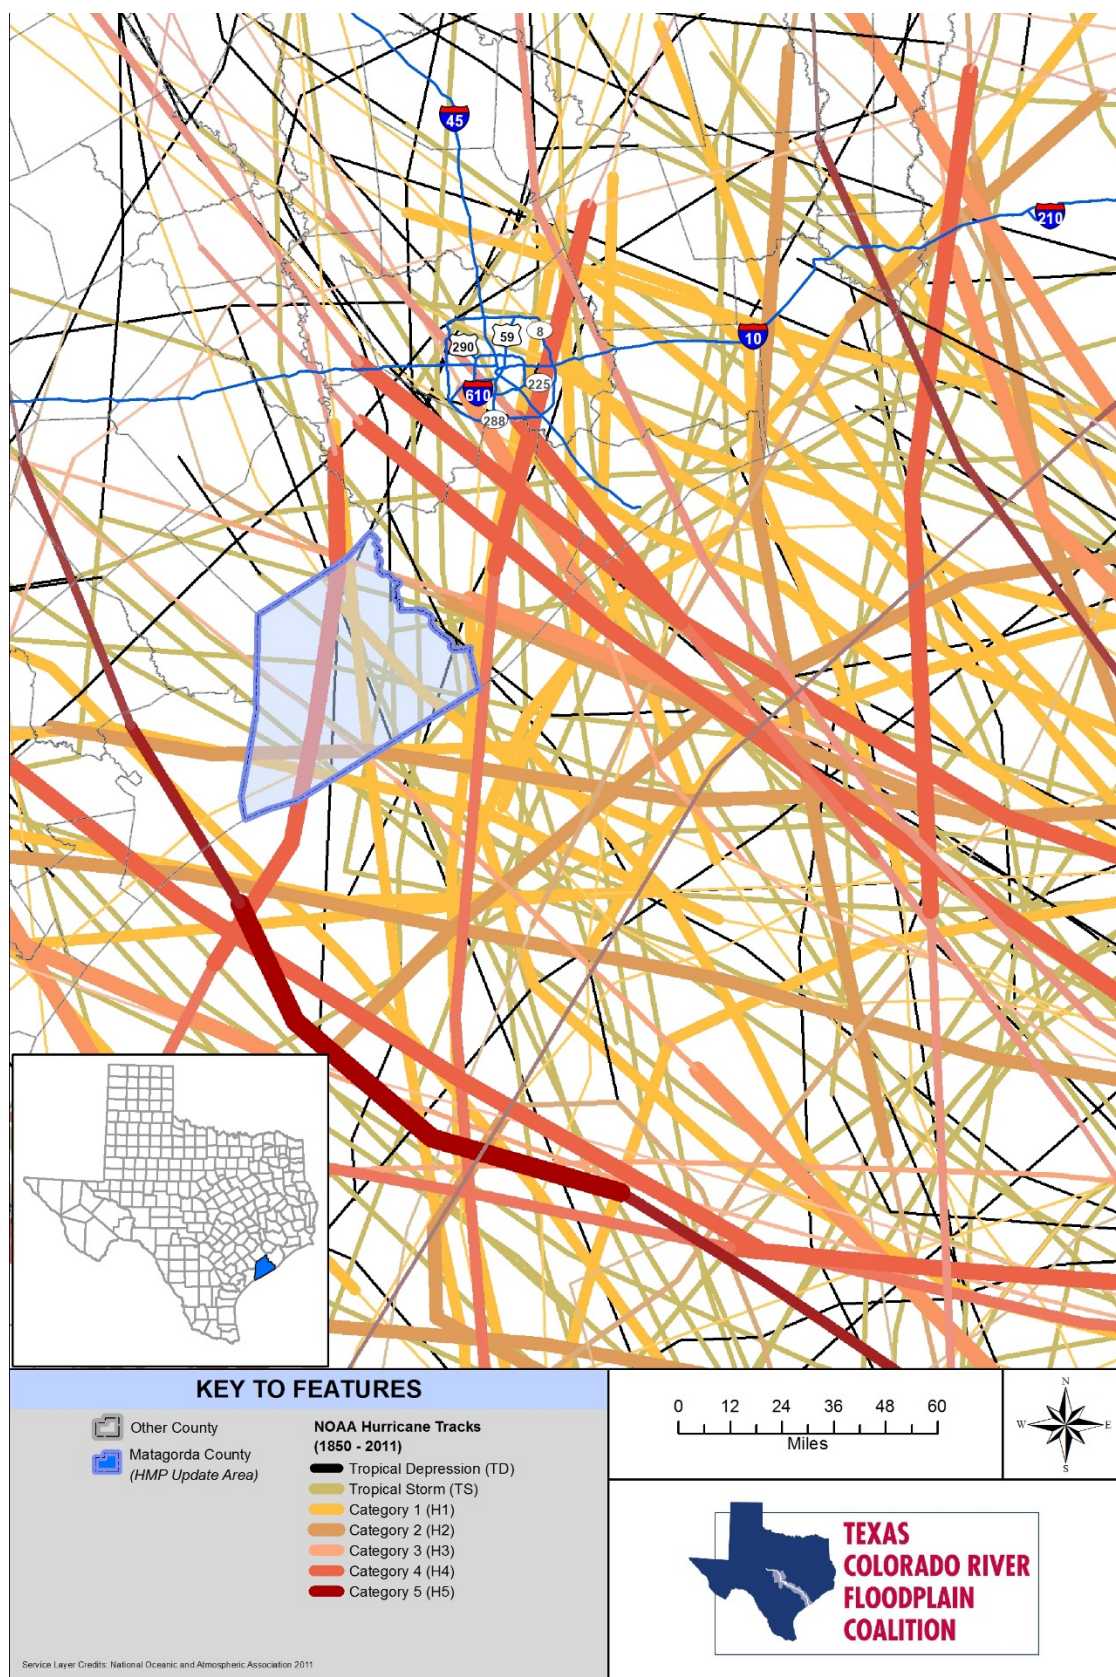 45
210
290
59
8
10
610
225
288
KEY TO FEATURES
Other County
Matagorda County
(HMP Update Area)
NOAA Hurricane Tracks
(1850 - 2011)
Tropical Depression (TD)
Tropical Storm (TS)
Category 1 (H1)
Category 2 (H2)
Category 3 (H3)
Category 4 (H4)
Category 5 (H5)
Service Layer Credits: National Oceanic and Atmospheric Association 2011
0 12 24 36 48 60
Miles
N
W E
S
TEXAS
COLORADO RIVER
FLOODPLAIN
COALITION